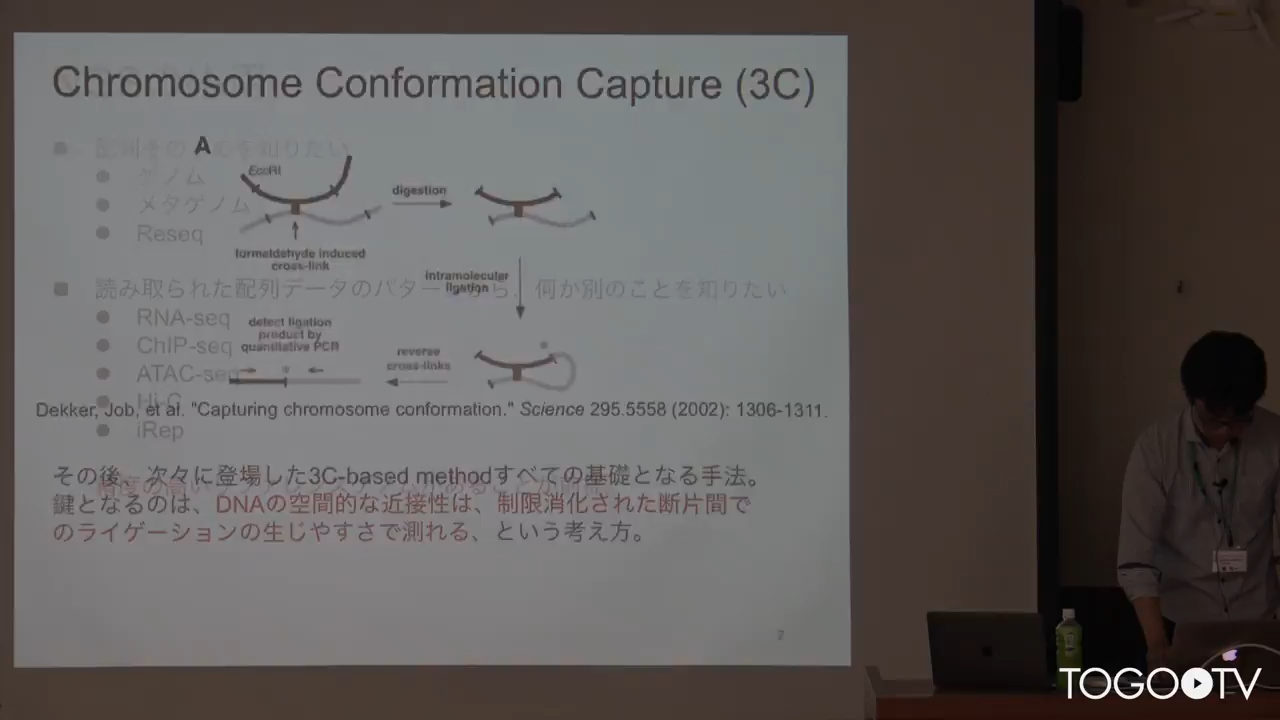 Chromosome Conformation Capture (3C)
A
EcoRI
digestion
formaldehyde induced
cross-link
intramolecular
ligation
detect ligation
product by
quantitative PCR
reverse
cross-links
Dekker, Job, et al. "Capturing chromosome conformation." Science 295.5558 (2002): 1306-1311.
その後、次々に登場した3C-based methodすべての基礎となる手法。
鍵となるのは、DNAの空間的な近接性は、制限消化された断片間で
のライゲーションの生じやすさで測れる、という考え方。
7
を知りたい
ゲノム
メタゲノム
Reseq
読み取られた配列データのパターンから、何か別のことを知りたい
RNA-seq
ChIP-seq
ATAC-seq
Hi-C
iRep
TOGO TV